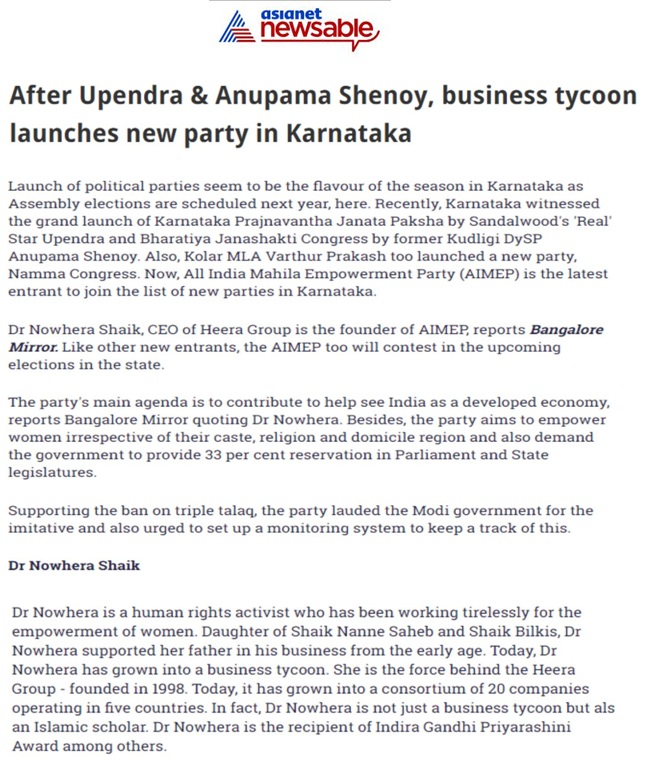 asianet
newsable
After Upendra & Anupama Shenoy, business tycoon
launches new party in Karnataka
Launch of political parties seem to be the flavour of the season in Karnataka as
Assembly elections are scheduled next year, here. Recently, Karnataka witnessed
the grand launch of Karnataka Prajnavantha Janata Paksha by Sandalwood's 'Real'
Star Upendra and Bharatiya Janashakti Congress by former Kudligi DySP
Anupama Shenoy. Also, Kolar MLA Varthur Prakash too launched a new party,
Namma Congress. Now, All India Mahila Empowerment Party (AIMEP) is the latest
entrant to join the list of new parties in Karnataka.
Dr Nowhera Shaik, CEO of Heera Group is the founder of AIMEP, reports Bangalore
Mirror. Like other new entrants, the AIMEP too will contest in the upcoming
elections in the state.
The party's main agenda is to contribute to help see India as a developed economy,
reports Bangalore Mirror quoting Dr Nowhera. Besides, the party aims to empower
women irrespective of their caste, religion and domicile region and also demand
the government to provide 33 per cent reservation in Parliament and State
legislatures.
Supporting the ban on triple talaq, the party lauded the Modi government for the
imitative and also urged to set up a monitoring system to keep a track of this.
Dr Nowhera Shaik
Dr Nowhera is a human rights activist who has been working tirelessly for the
empowerment of women. Daughter of Shaik Nanne Saheb and Shaik Bilkis, Dr
Nowhera supported her father in his business from the early age. Today, Dr
Nowhera has grown into a business tycoon. She is the force behind the Heera
Group - founded in 1998. Today, it has grown into a consortium of 20 companies
operating in five countries. In fact, Dr Nowhera is not just a business tycoon but als
an Islamic scholar. Dr Nowhera is the recipient of Indira Gandhi Priyarashini
Award among others.